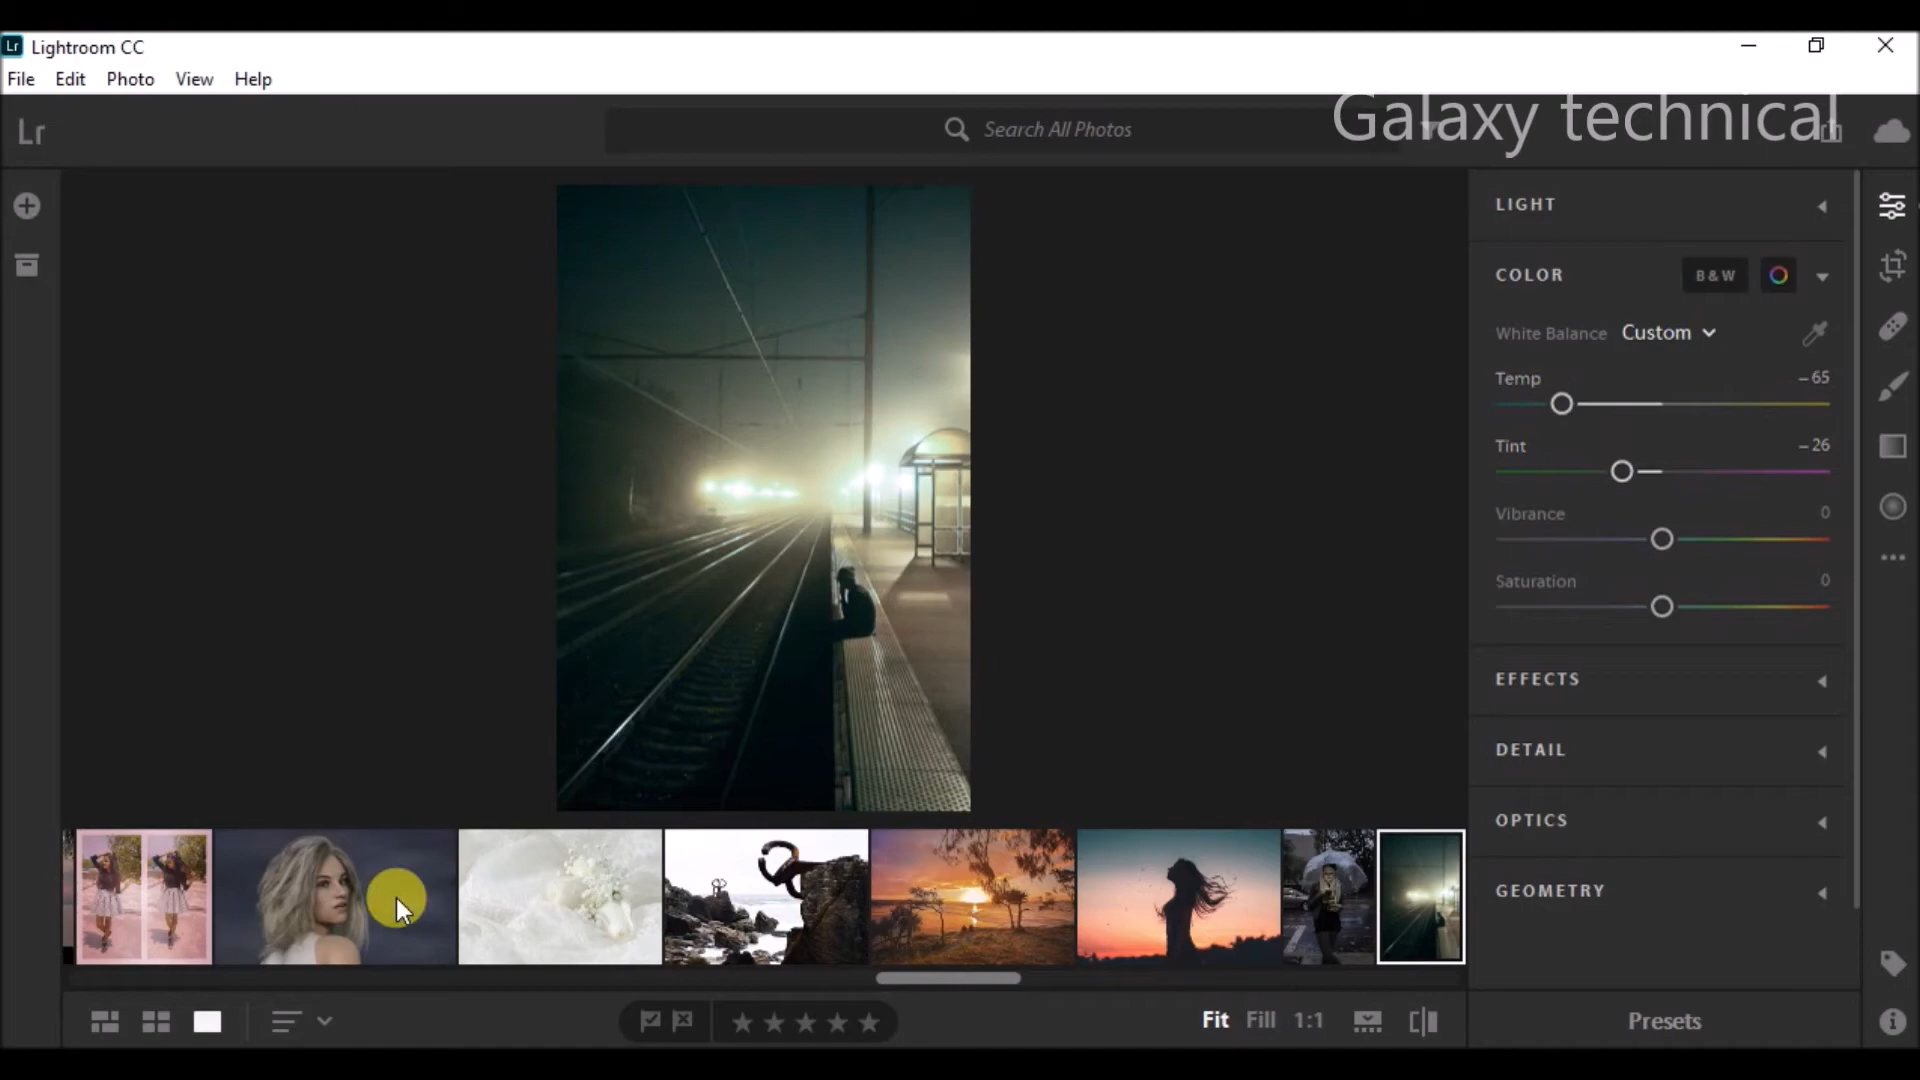 Lr Lightroom CC
File Edit Photo View Help
Galaxy technical
Lr Search All Photos
LIGHT
COLOR B & W
White Balance Custom
Temp – 65
Tint – 26
Vibrance 0
Saturation 0
EFFECTS
DETAIL
OPTICS
GEOMETRY
Fit Fill 1:1 Presets